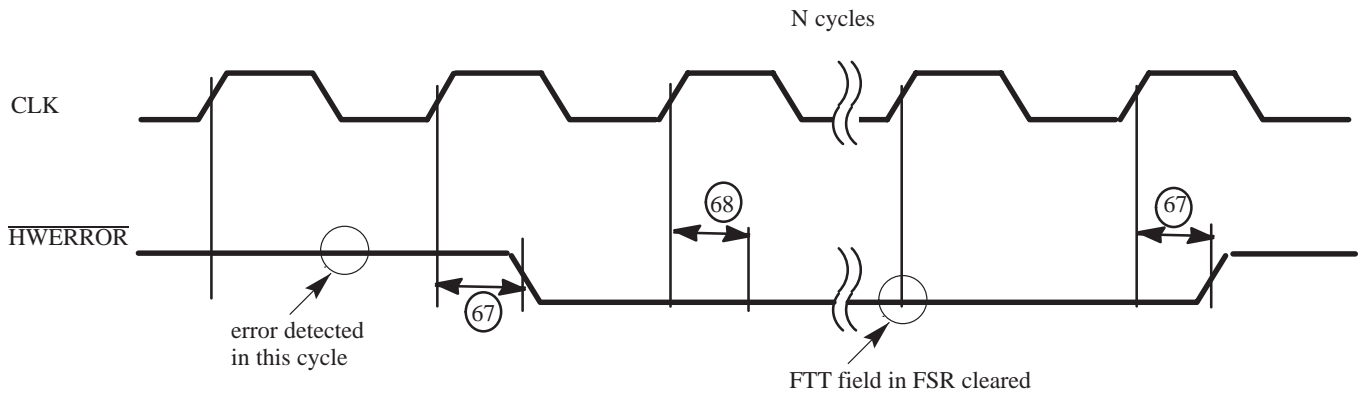 N cycles
CLK
68
67
HWERROR
67
error detected
in this cycle
FTT field in FSR cleared